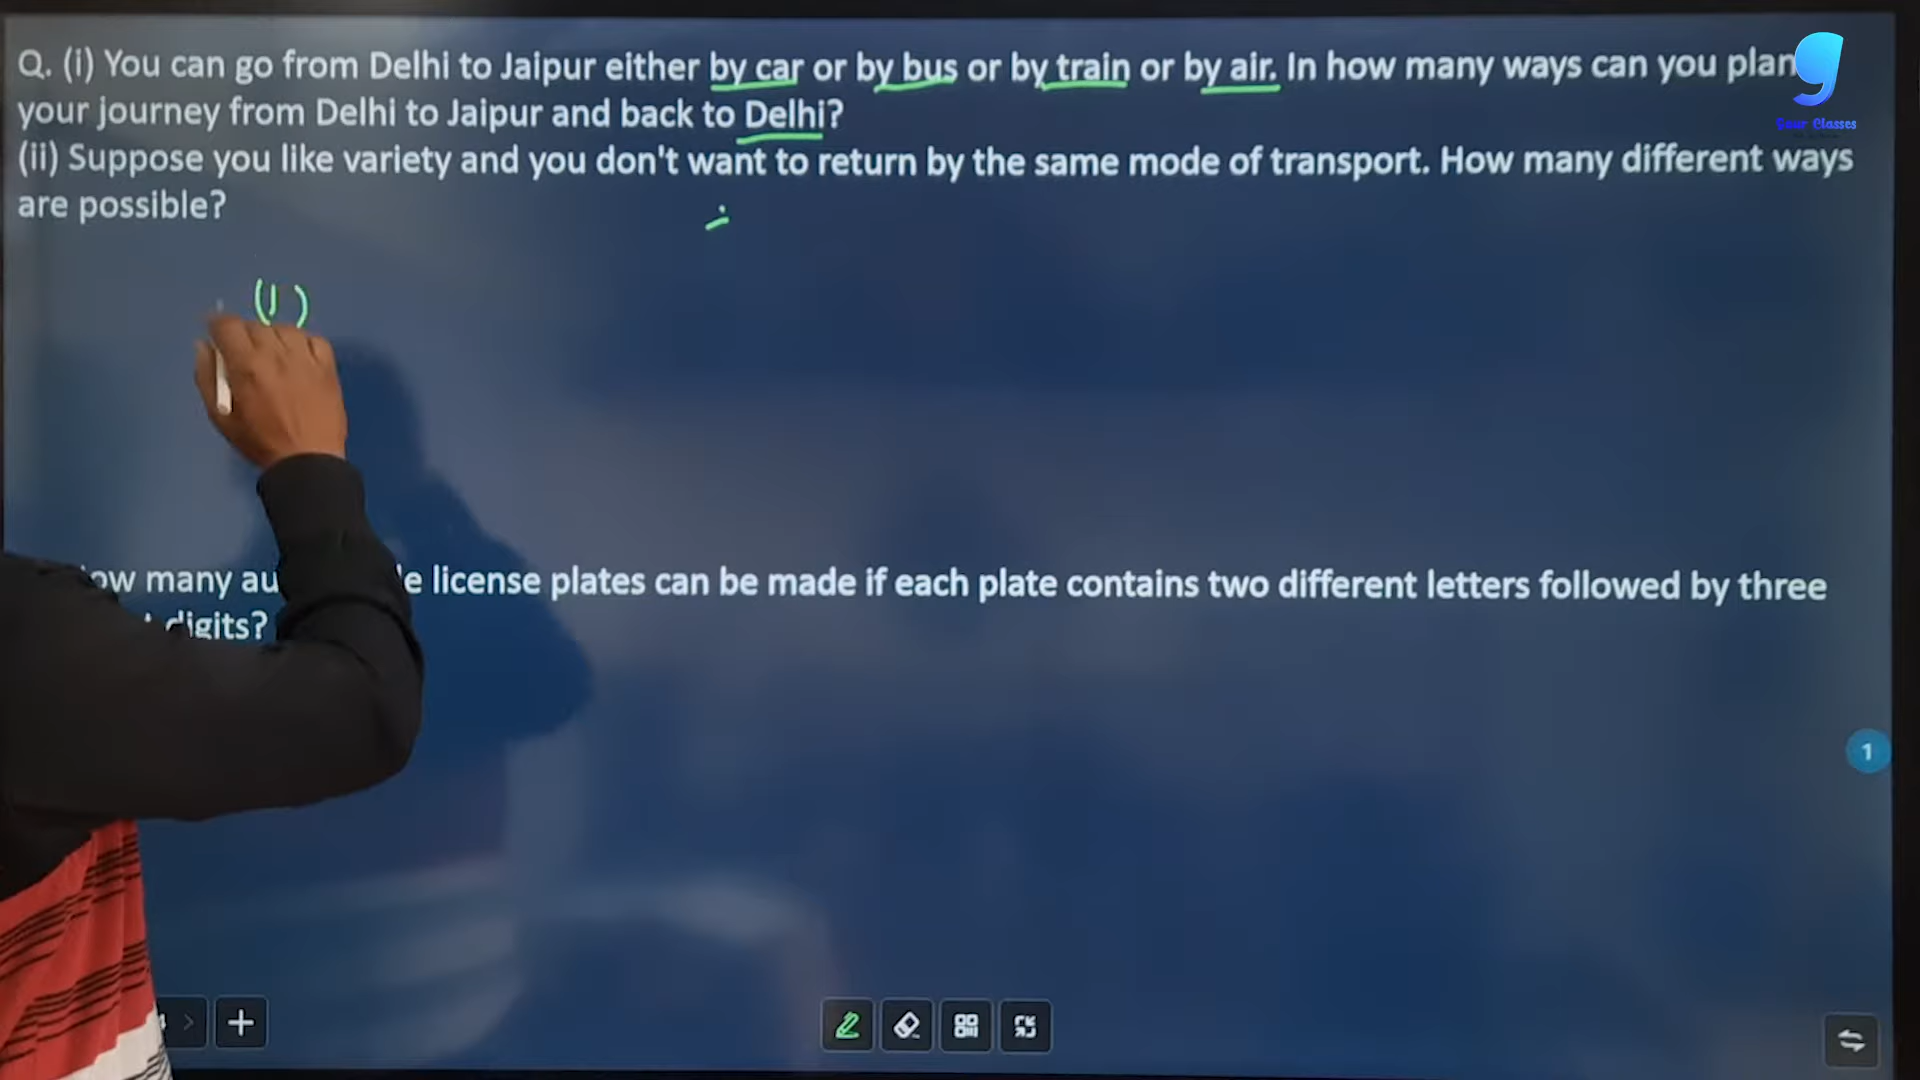 Q. (i) You can go from Delhi to Jaipur either by car or by bus or by train or by air. In how many ways can you plan
your journey from Delhi to Jaipur and back to Delhi?
(ii) Suppose you like variety and you don't want to return by the same mode of transport. How many different ways
are possible?
(1)
many license plates can be made if each plate contains two different letters followed by three
digits?
Gaur Classes
1